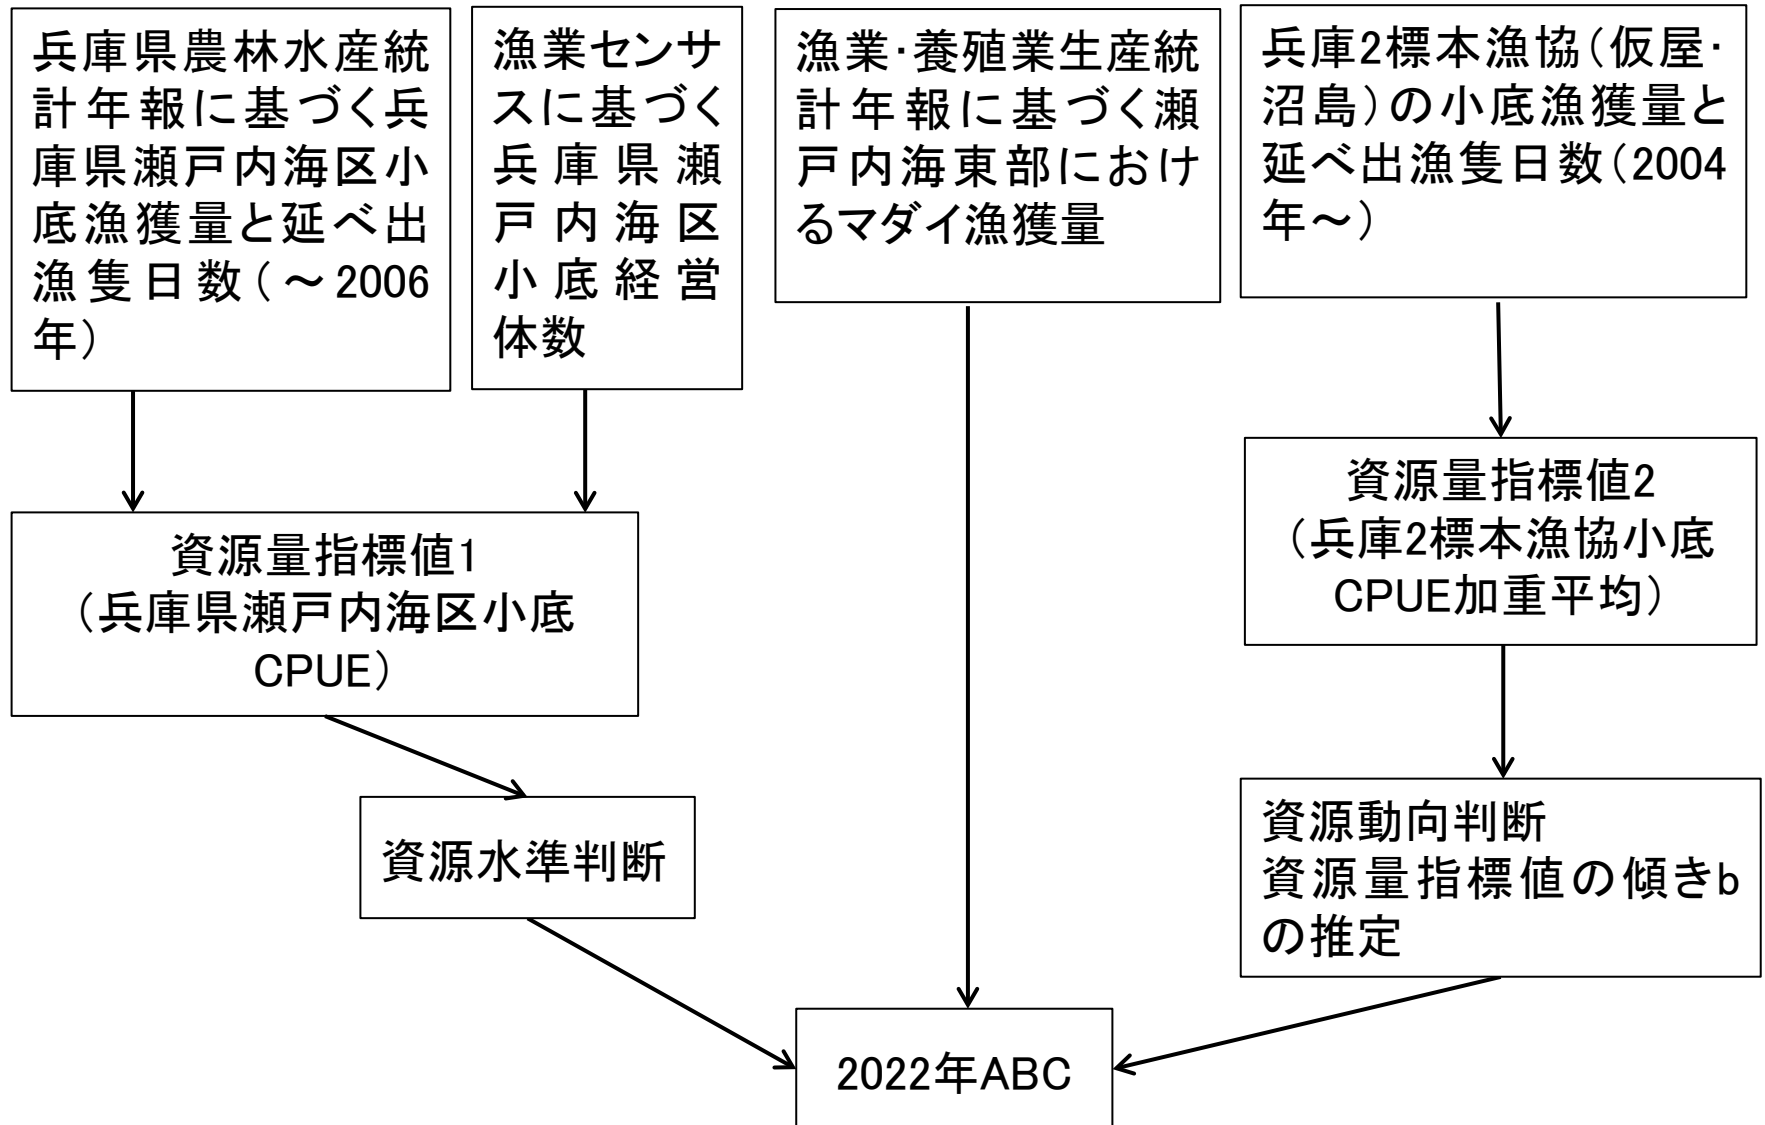 兵庫県農林水産統
計年報に基づく兵
庫県瀬戸内海区小
底漁獲量と延べ出
漁隻日数(～2006
年)
漁業センサ
スに基づく
兵庫県瀬
戸内海区
小底経営
体数
漁業･養殖業生産統
計年報に基づく瀬
戸内海東部におけ
るマダイ漁獲量
兵庫2標本漁協(仮屋･
沼島)の小底漁獲量と
延べ出漁隻日数(2004
年～)
資源量指標値1
(兵庫県瀬戸内海区小底
CPUE)
資源量指標値2
(兵庫2標本漁協小底
CPUE加重平均)
資源水準判断
資源動向判断
資源量指標値の傾きb
の推定
2022年ABC